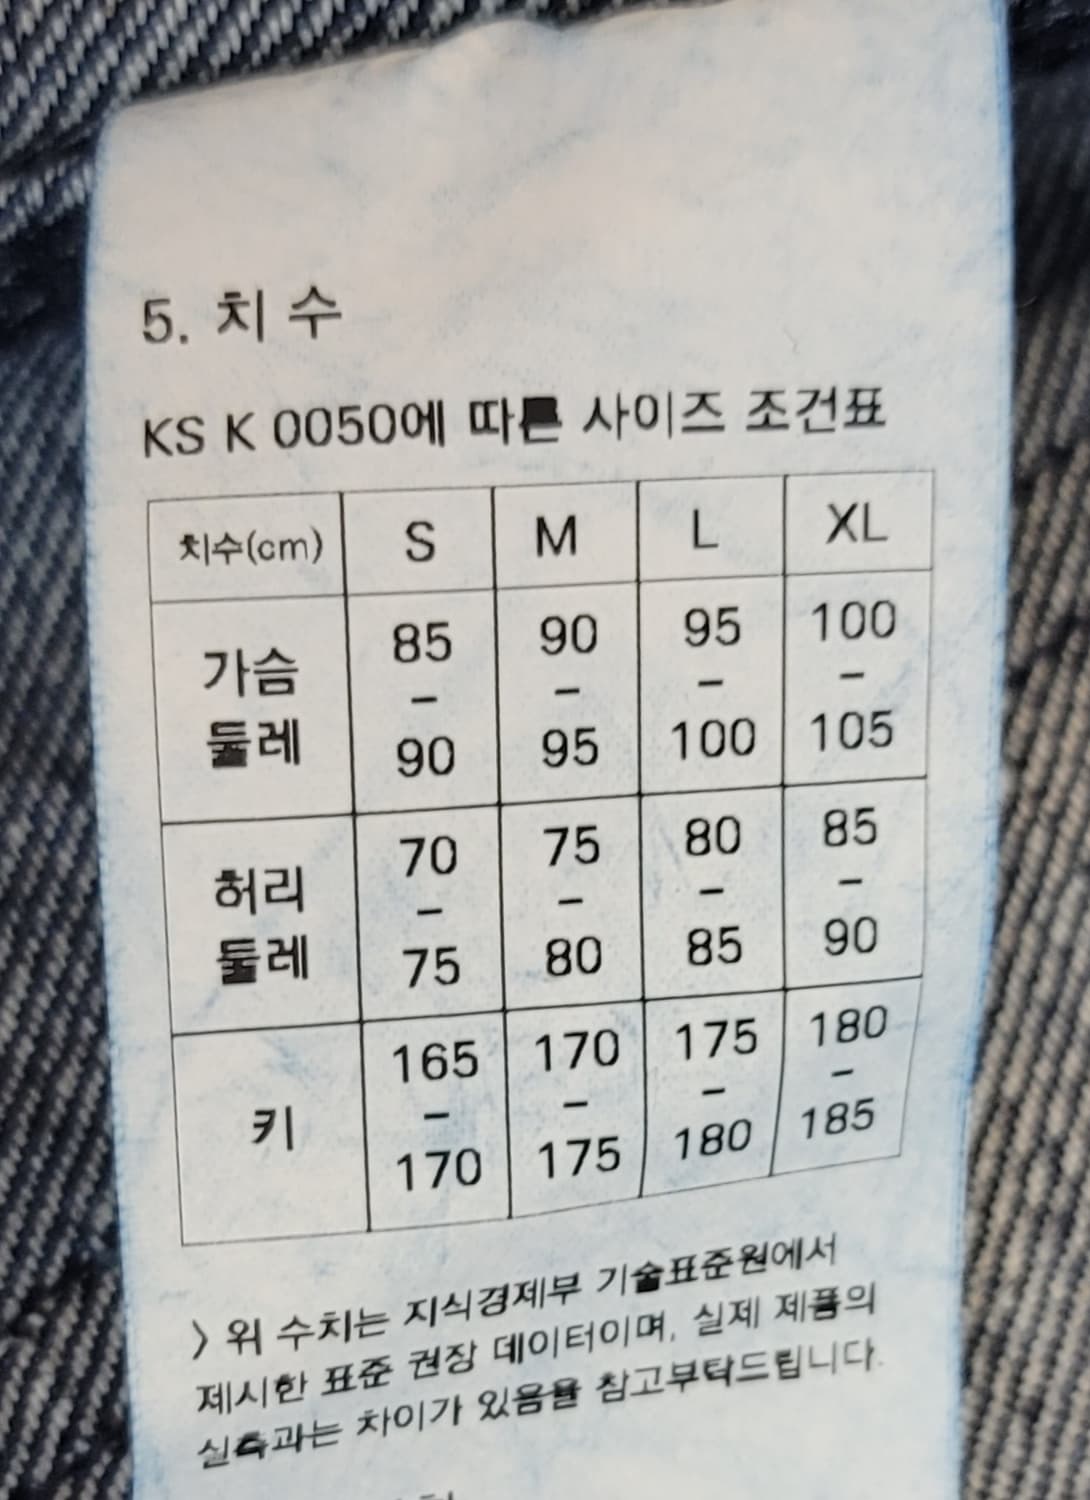 5. 치 수
KS K 0050에 따른 사이즈 조건표
치수(cm) S M L XL
가슴 둘레 85 - 90 90 - 95 95 - 100 100 - 105
허리 둘레 70 - 75 75 - 80 80 - 85 85 - 90
키 165 - 170 170 - 175 175 - 180 180 - 185
> 위 수치는 지식경제부 기술표준원에서
제시한 표준 권장 데이터이며, 실제 제품의
실측과는 차이가 있음을 참고부탁드립니다.